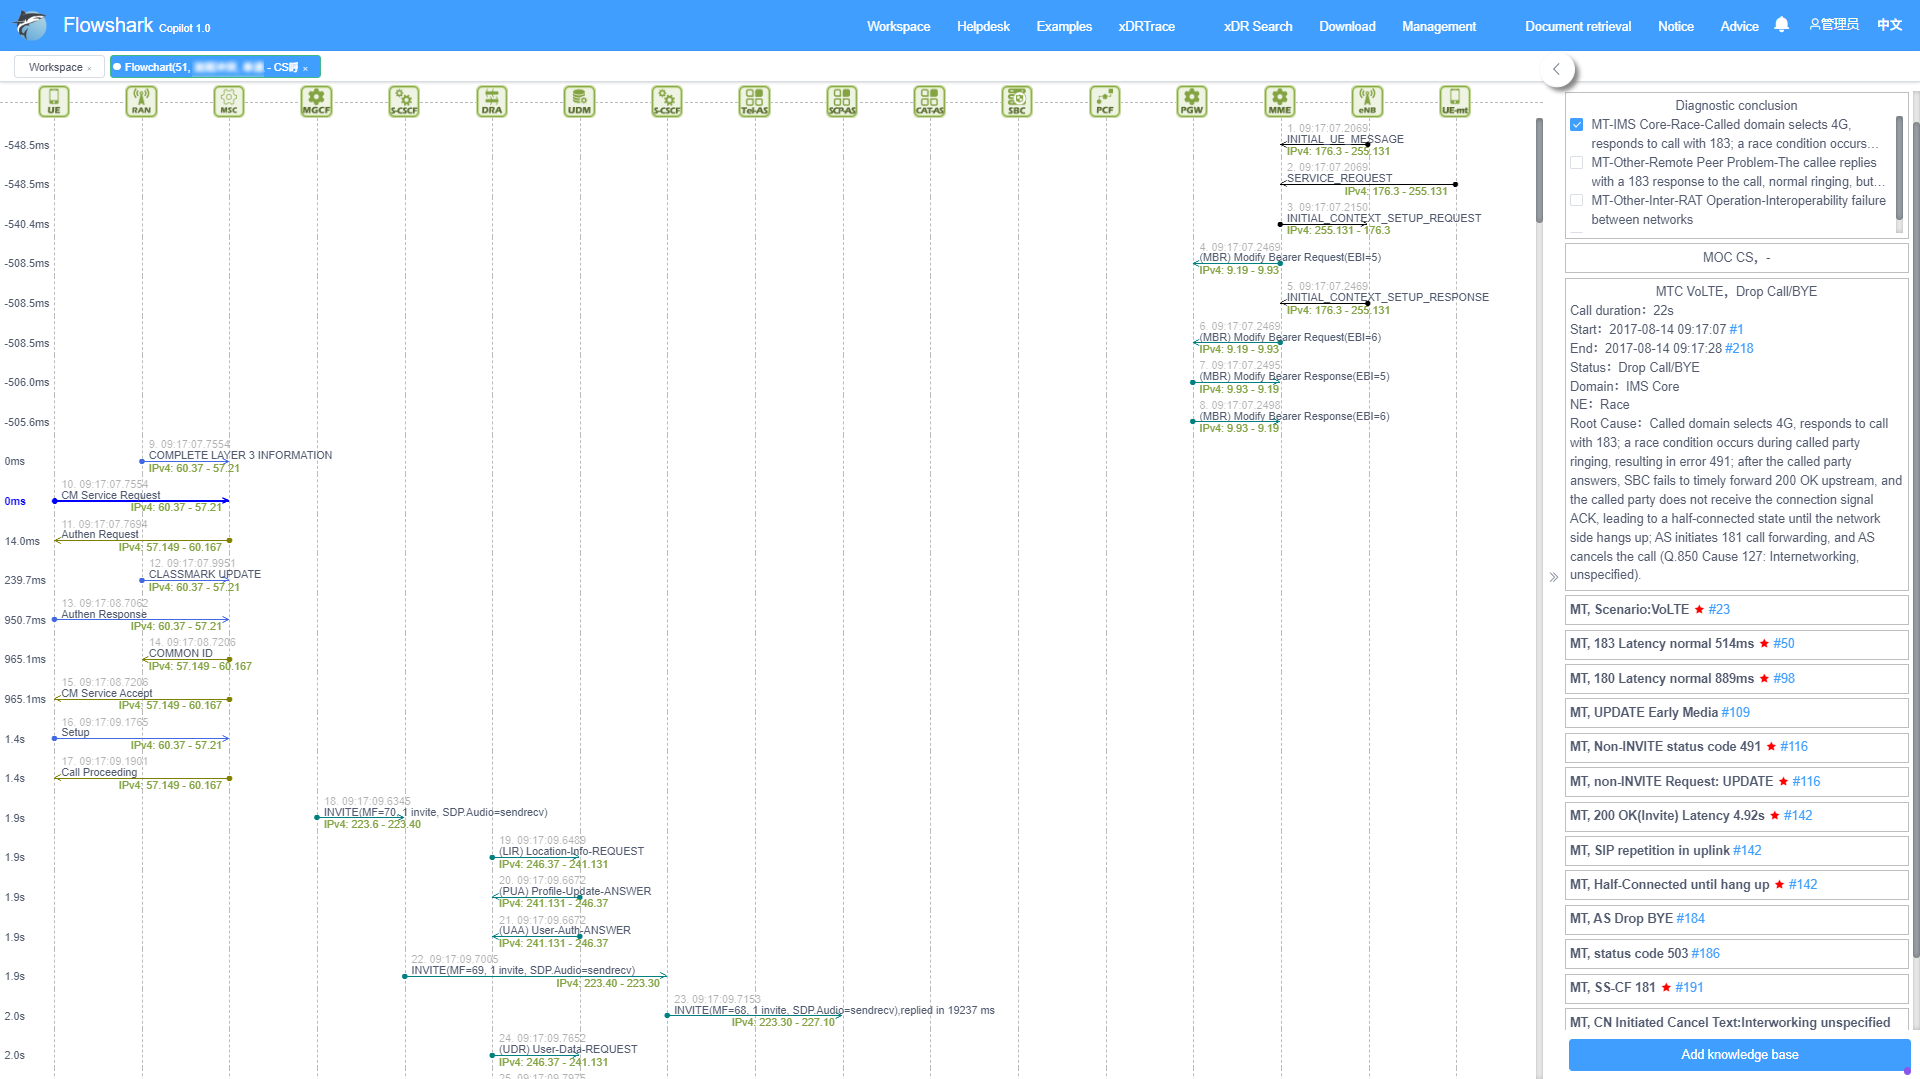 Flowshark Copilot 1.0
Workspace Helpdesk Examples xDRTrace xDR Search Download Management Document retrieval Notice Advice 管理员 中文
Workspace ×
Flowchart(51, - CS ×
UE RAN MSC MGCF S-CSCF DRA UDM S-CSCF Tel-AS SCP-AS CAT-AS SBC PCF PGW MME eNB UE-mt
-548.5ms
1. 09:17:07.2069
INITIAL_UE_MESSAGE
IPv4: 176.3 - 255.131
-548.5ms
2. 09:17:07.2069
SERVICE_REQUEST
IPv4: 176.3 - 255.131
-540.4ms
3. 09:17:07.2150
INITIAL_CONTEXT_SETUP_REQUEST
IPv4: 255.131 - 176.3
-508.5ms
4. 09:17:07.2469
(MBR) Modify Bearer Request(EBI=5)
IPv4: 9.19 - 9.93
-508.5ms
5. 09:17:07.2469
INITIAL_CONTEXT_SETUP_RESPONSE
IPv4: 176.3 - 255.131
-508.5ms
6. 09:17:07.2469
(MBR) Modify Bearer Request(EBI=6)
IPv4: 9.19 - 9.93
-506.0ms
7. 09:17:07.2495
(MBR) Modify Bearer Response(EBI=5)
IPv4: 9.93 - 9.19
-505.6ms
8. 09:17:07.2498
(MBR) Modify Bearer Response(EBI=6)
IPv4: 9.93 - 9.19
0ms
9. 09:17:07.7554
COMPLETE LAYER 3 INFORMATION
IPv4: 60.37 - 57.21
0ms
10. 09:17:07.7554
CM Service Request
IPv4: 60.37 - 57.21
14.0ms
11. 09:17:07.7694
Authen Request
IPv4: 57.149 - 60.167
239.7ms
12. 09:17:07.9951
CLASSMARK UPDATE
IPv4: 60.37 - 57.21
950.7ms
13. 09:17:08.7062
Authen Response
IPv4: 60.37 - 57.21
965.1ms
14. 09:17:08.7206
COMMON ID
IPv4: 57.149 - 60.167
965.1ms
15. 09:17:08.7206
CM Service Accept
IPv4: 57.149 - 60.167
1.4s
16. 09:17:09.1765
Setup
IPv4: 60.37 - 57.21
1.4s
17. 09:17:09.1901
Call Proceeding
IPv4: 57.149 - 60.167
1.9s
18. 09:17:09.6345
INVITE(MF=70, 1 invite, SDP.Audio=sendrecv)
IPv4: 223.6 - 223.40
1.9s
19. 09:17:09.6489
(LIR) Location-Info-REQUEST
IPv4: 246.37 - 241.131
1.9s
20. 09:17:09.6672
(PUA) Profile-Update-ANSWER
IPv4: 241.131 - 246.37
1.9s
21. 09:17:09.6672
(UAA) User-Auth-ANSWER
IPv4: 241.131 - 246.37
1.9s
22. 09:17:09.7005
INVITE(MF=69, 1 invite, SDP.Audio=sendrecv)
IPv4: 223.40 - 223.30
2.0s
23. 09:17:09.7153
INVITE(MF=68, 1 invite, SDP.Audio=sendrecv),replied in 19237 ms
IPv4: 223.30 - 227.10
2.0s
24. 09:17:09.7652
(UDR) User-Data-REQUEST
IPv4: 246.37 - 241.131
25. 09:17:09.7975
Diagnostic conclusion
MT-IMS Core-Race-Called domain selects 4G,
responds to call with 183; a race condition occurs...
MT-Other-Remote Peer Problem-The callee replies
with a 183 response to the call, normal ringing, but...
MT-Other-Inter-RAT Operation-Interoperability failure
between networks
MOC CS, -
MTC VoLTE, Drop Call/BYE
Call duration: 22s
Start: 2017-08-14 09:17:07 #1
End: 2017-08-14 09:17:28 #218
Status: Drop Call/BYE
Domain: IMS Core
NE: Race
Root Cause: Called domain selects 4G, responds to call
with 183; a race condition occurs during called party
ringing, resulting in error 491; after the called party
answers, SBC fails to timely forward 200 OK upstream, and
the called party does not receive the connection signal
ACK, leading to a half-connected state until the network
side hangs up; AS initiates 181 call forwarding, and AS
cancels the call (Q.850 Cause 127: Internetworking,
unspecified).
MT, Scenario:VoLTE ★ #23
MT, 183 Latency normal 514ms ★ #50
MT, 180 Latency normal 889ms ★ #98
MT, UPDATE Early Media #109
MT, Non-INVITE status code 491 ★ #116
MT, non-INVITE Request: UPDATE ★ #116
MT, 200 OK(Invite) Latency 4.92s ★ #142
MT, SIP repetition in uplink #142
MT, Half-Connected until hang up ★ #142
MT, AS Drop BYE #184
MT, status code 503 #186
MT, SS-CF 181 ★ #191
MT, CN Initiated Cancel Text:Interworking unspecified
Add knowledge base